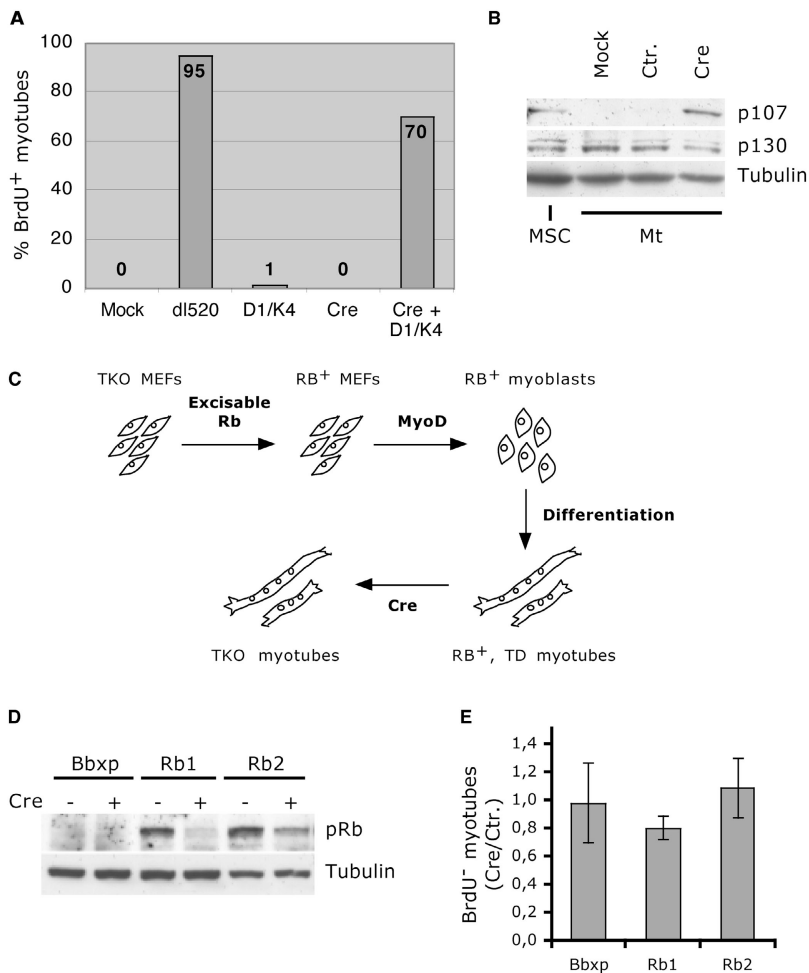 A
% BrdU+ myotubes
100
80
60
40
20
0
0
95
1
0
70
Mock
dl520
D1/K4
Cre
Cre +
D1/K4
B
Mock
Ctr.
Cre
p107
p130
Tubulin
MSC
Mt
C
TKO MEFs
Excisable
Rb
RB+ MEFs
MyoD
RB+ myoblasts
Differentiation
Cre
TKO myotubes
RB+, TD myotubes
D
Bbxp Rb1 Rb2
Cre - + - + - +
pRb
Tubulin
E
BrdU- myotubes
(Cre/Ctr.)
1,4
1,2
1,0
0,8
0,6
0,4
0,2
0,0
Bbxp Rb1 Rb2